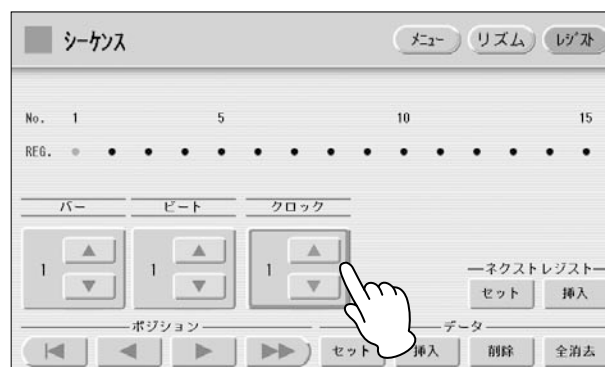 シーケンス メニュー リズム レジスト
No. 1 5 10 15
REG.
バー ビート クロック
1 1 1
ネクストレジスト
セット 挿入
ポジション データ
セット 挿入 削除 全消去